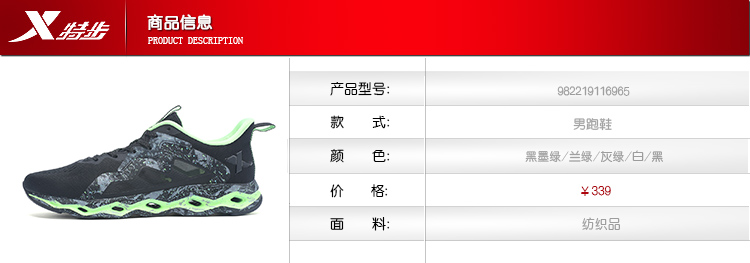 特步
商品信息
PRODUCT DESCRIPTION
产品型号: 982219116965
款 式: 男跑鞋
颜 色: 黑墨绿/兰绿/灰绿/白/黑
价 格: ￥339
面 料: 纺织品